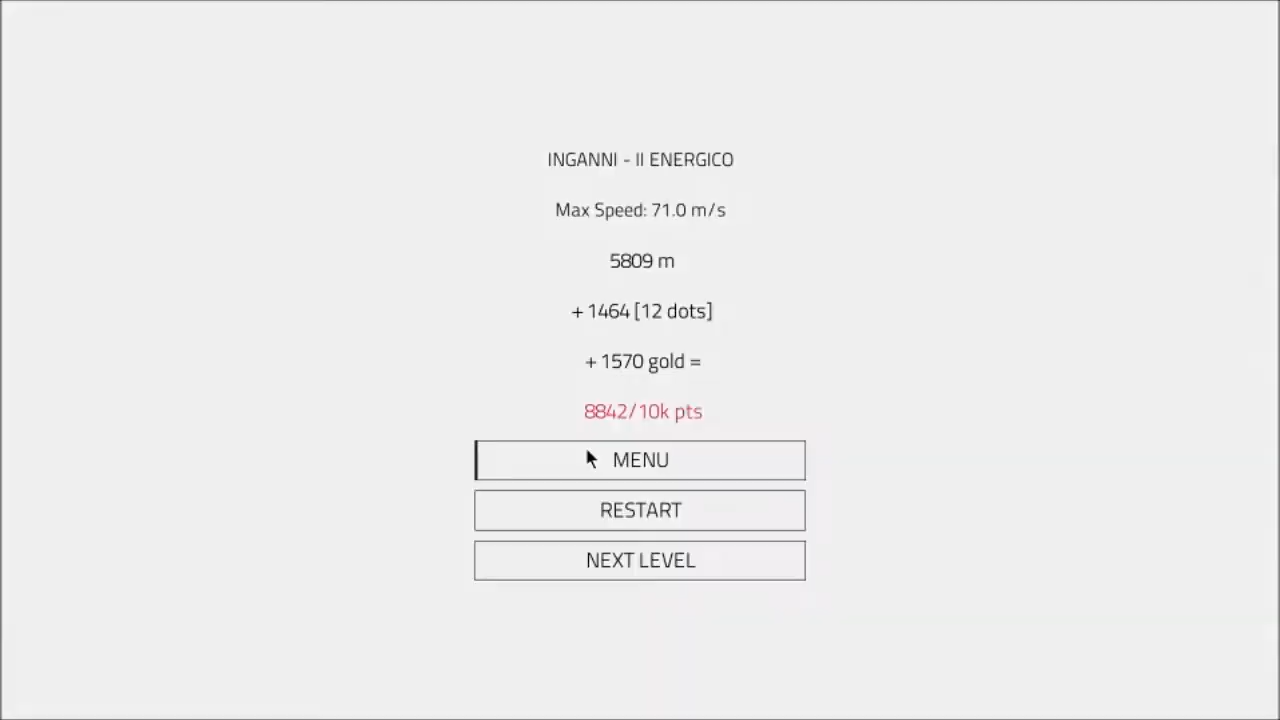 INGANNI - II ENERGICO
Max Speed: 71.0 m/s
5809 m
+ 1464 [12 dots]
+ 1570 gold =
8842/10k pts
MENU
RESTART
NEXT LEVEL